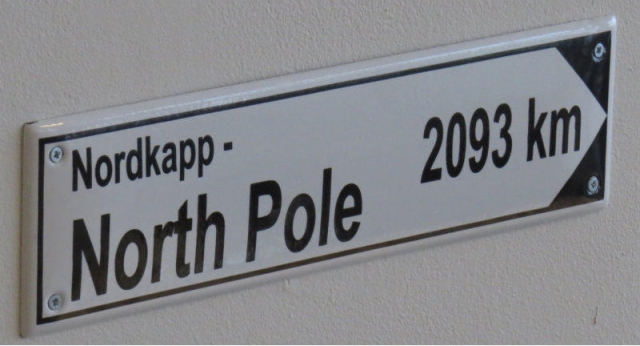 Nordkapp -
North Pole
2093 km